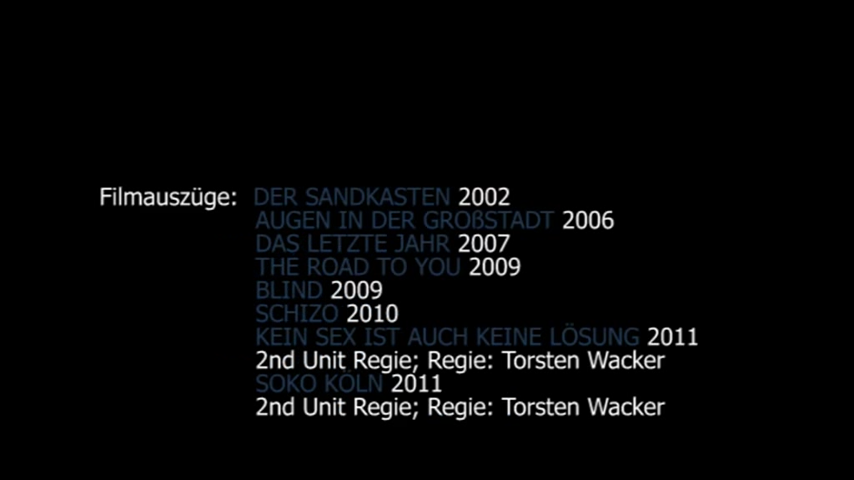 Filmauszüge: DER SANDKASTEN 2002
AUGEN IN DER GROßSTADT 2006
DAS LETZTE JAHR 2007
THE ROAD TO YOU 2009
BLIND 2009
SCHIZO 2010
KEIN SEX IST AUCH KEINE LÖSUNG 2011
2nd Unit Regie; Regie: Torsten Wacker
SOKO KÖLN 2011
2nd Unit Regie; Regie: Torsten Wacker